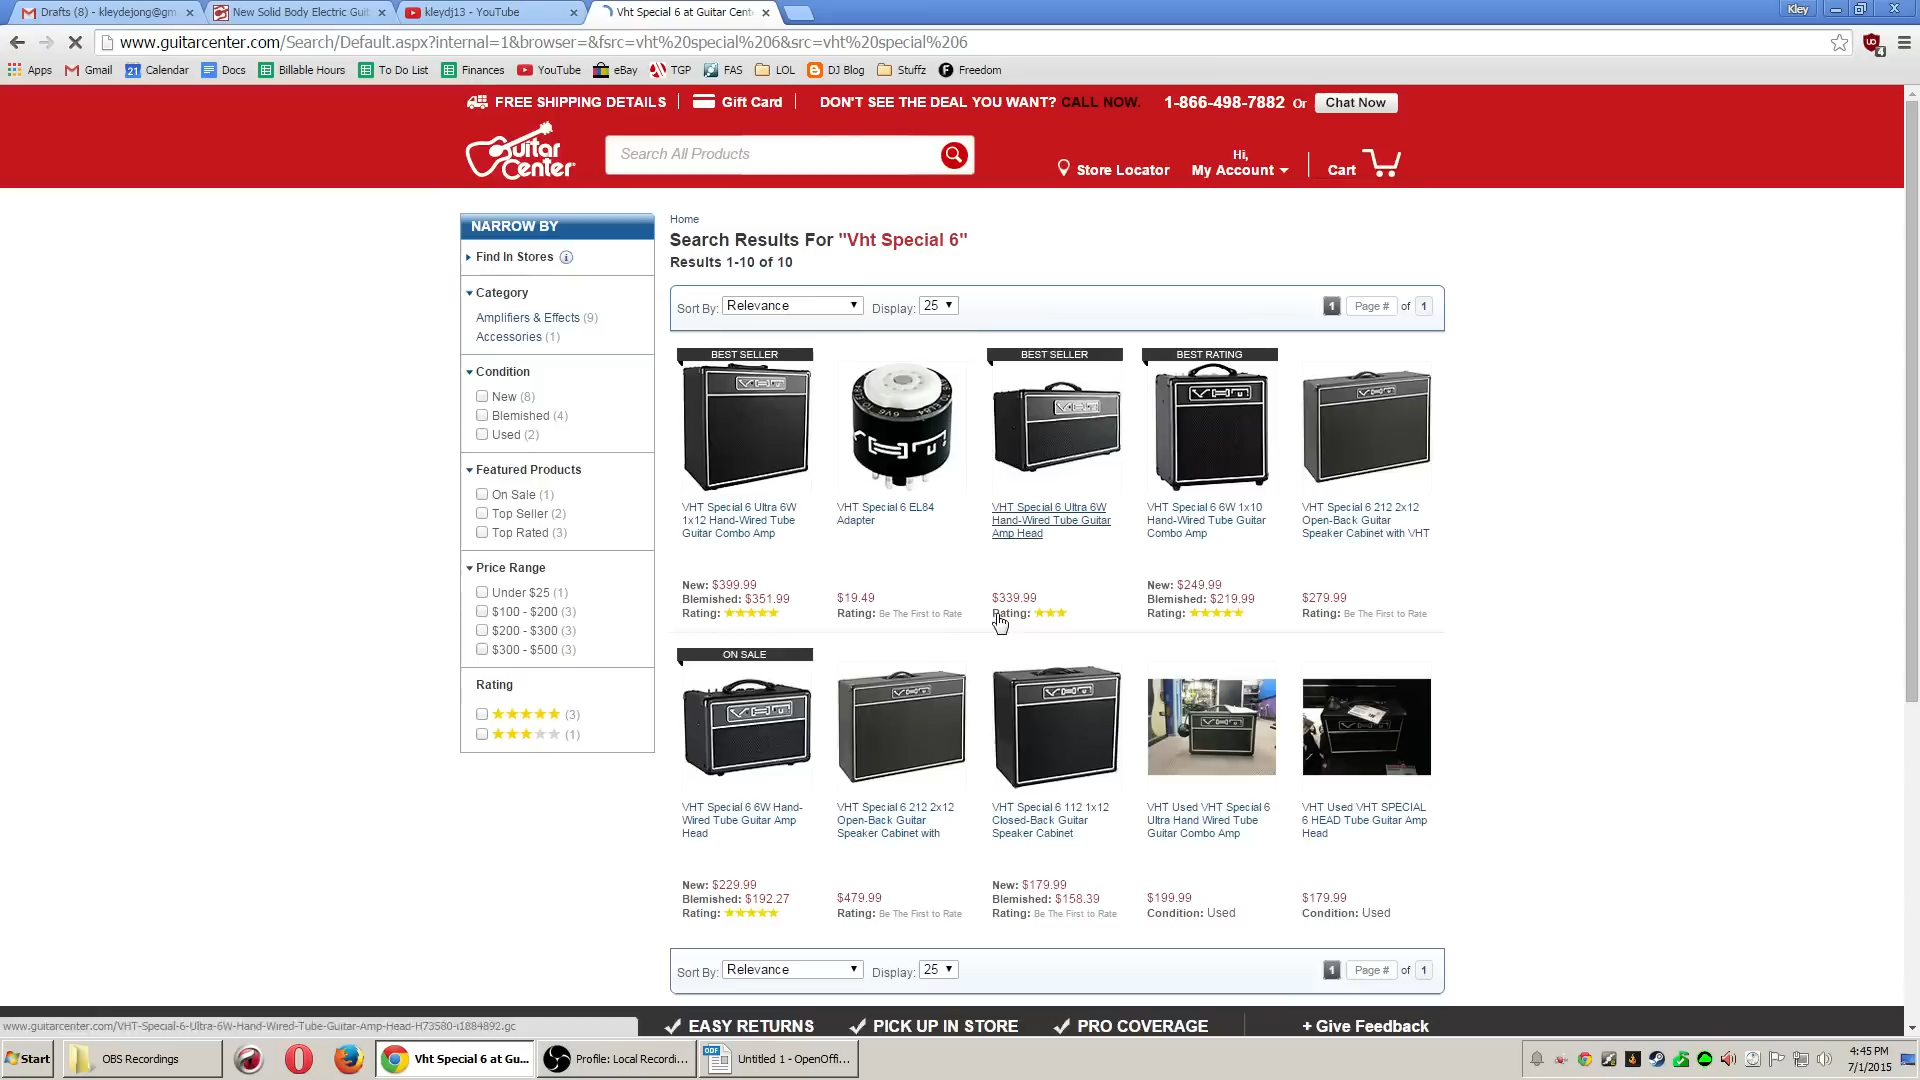 Drafts (8) - kleydejong@gm
New Solid Body Electric Guit
kleydj13 - YouTube
Vht Special 6 at Guitar Cent
Kley
www.guitarcenter.com/Search/Default.aspx?internal=1&browser=&fsrc=vht%20special%206&src=vht%20special%206
Apps Gmail Calendar Docs Billable Hours To Do List Finances YouTube eBay TGP FAS LOL DJ Blog Stuffz Freedom
FREE SHIPPING DETAILS Gift Card DON'T SEE THE DEAL YOU WANT? CALL NOW. 1-866-498-7882 Or Chat Now
Guitar Center
Search All Products
Store Locator
Hi,
My Account
Cart
NARROW BY
Find In Stores
Category
Amplifiers & Effects (9)
Accessories (1)
Condition
New (8)
Blemished (4)
Used (2)
Featured Products
On Sale (1)
Top Seller (2)
Top Rated (3)
Price Range
Under $25 (1)
$100 - $200 (3)
$200 - $300 (3)
$300 - $500 (3)
Rating
(3)
(1)
Home
Search Results For "Vht Special 6"
Results 1-10 of 10
Sort By: Relevance Display: 25 1 Page # of 1
BEST SELLER
VHT
VHT Special 6 Ultra 6W
1x12 Hand-Wired Tube
Guitar Combo Amp
New: $399.99
Blemished: $351.99
Rating:
6V6 TO EL84
VHT
VHT Special 6 EL84
Adapter
$19.49
Rating: Be The First to Rate
BEST SELLER
VHT
VHT Special 6 Ultra 6W
Hand-Wired Tube Guitar
Amp Head
$339.99
Rating:
BEST RATING
VHT
VHT Special 6 6W 1x10
Hand-Wired Tube Guitar
Combo Amp
New: $249.99
Blemished: $219.99
Rating:
VHT
VHT Special 6 212 2x12
Open-Back Guitar
Speaker Cabinet with VHT
$279.99
Rating: Be The First to Rate
ON SALE
VHT
VHT Special 6 6W Hand-
Wired Tube Guitar Amp
Head
New: $229.99
Blemished: $192.27
Rating:
VHT
VHT Special 6 212 2x12
Open-Back Guitar
Speaker Cabinet with
$479.99
Rating: Be The First to Rate
VHT
VHT Special 6 112 1x12
Closed-Back Guitar
Speaker Cabinet
New: $179.99
Blemished: $158.39
Rating: Be The First to Rate
VHT
VHT Used VHT Special 6
Ultra Hand Wired Tube
Guitar Combo Amp
$199.99
Condition: Used
VHT
VHT Used VHT SPECIAL
6 HEAD Tube Guitar Amp
Head
$179.99
Condition: Used
Sort By: Relevance Display: 25 1 Page # of 1
EASY RETURNS PICK UP IN STORE PRO COVERAGE + Give Feedback
www.guitarcenter.com/VHT-Special-6-Ultra-6W-Hand-Wired-Tube-Guitar-Amp-Head-H73580-i1884892.gc
Start OBS Recordings Vht Special 6 at Gu... Profile: Local Recordi... Untitled 1 - OpenOffi...
4:45 PM
7/1/2015